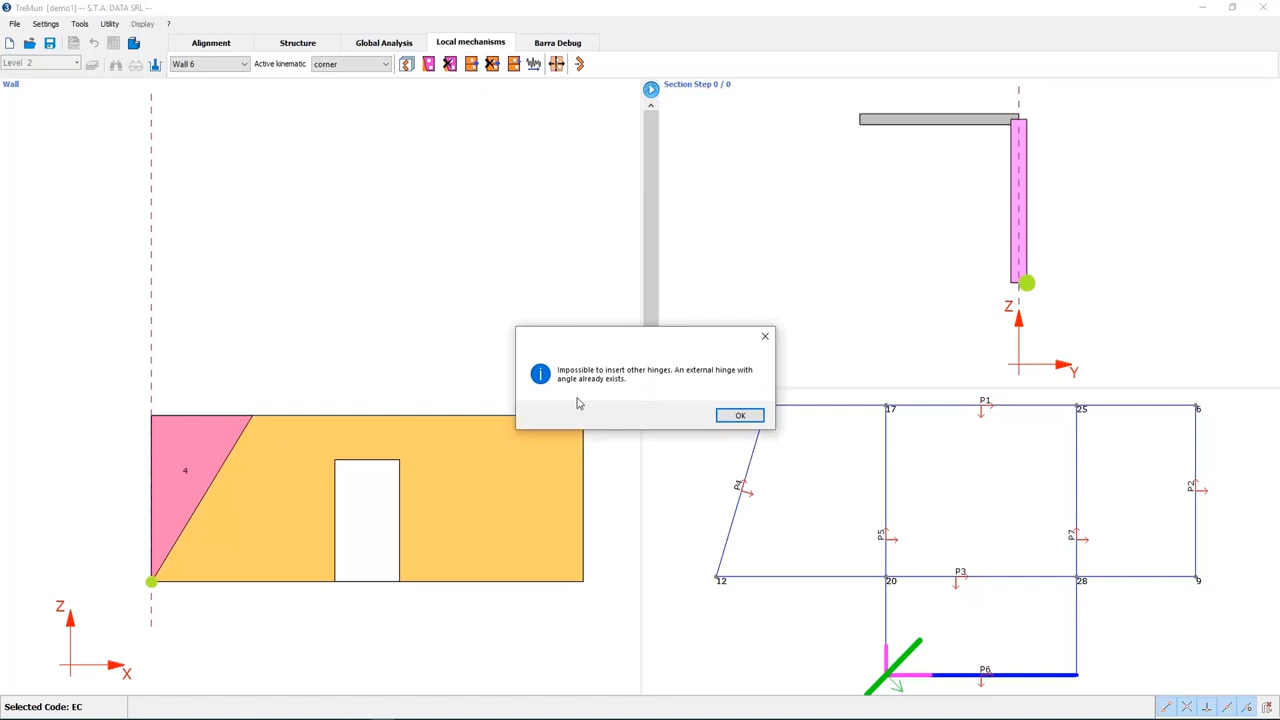 TreMuri [demo1] -- S.T.A. DATA SRL --
File Settings Tools Utility Display ?
Alignment Structure Global Analysis Local mechanisms Barra Debug
Level 2 Wall 6 Active kinematic corner
Wall
Section Step 0 / 0
Z
Y
Impossible to insert other hinges. An external hinge with
angle already exists.
OK
4
Z
X
17 P1 25 6
P4 P2
P5 P7
12 20 P3 28 9
P6
Selected Code: EC